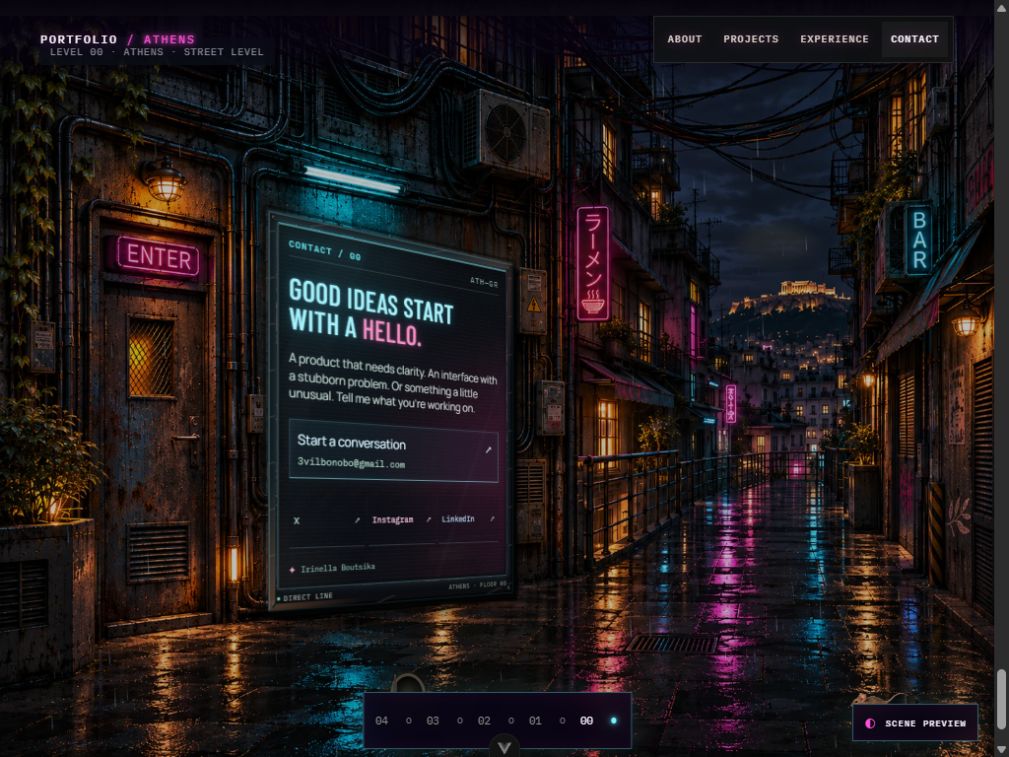 PORTFOLIO / ATHENS
LEVEL 00 · ATHENS · STREET LEVEL
ABOUT
PROJECTS
EXPERIENCE
CONTACT
ENTER
CONTACT / 00
ATH—GR
GOOD IDEAS START
WITH A HELLO.
A product that needs clarity. An interface with
a stubborn problem. Or something a little
unusual. Tell me what you're working on.
Start a conversation ↗
3vilbonobo@gmail.com
X ↗ Instagram ↗ LinkedIn ↗
Irinella Boutsika
DIRECT LINE
ATHENS · FLOOR 00
ラーメン
BAR
04 03 02 01 00
SCENE PREVIEW